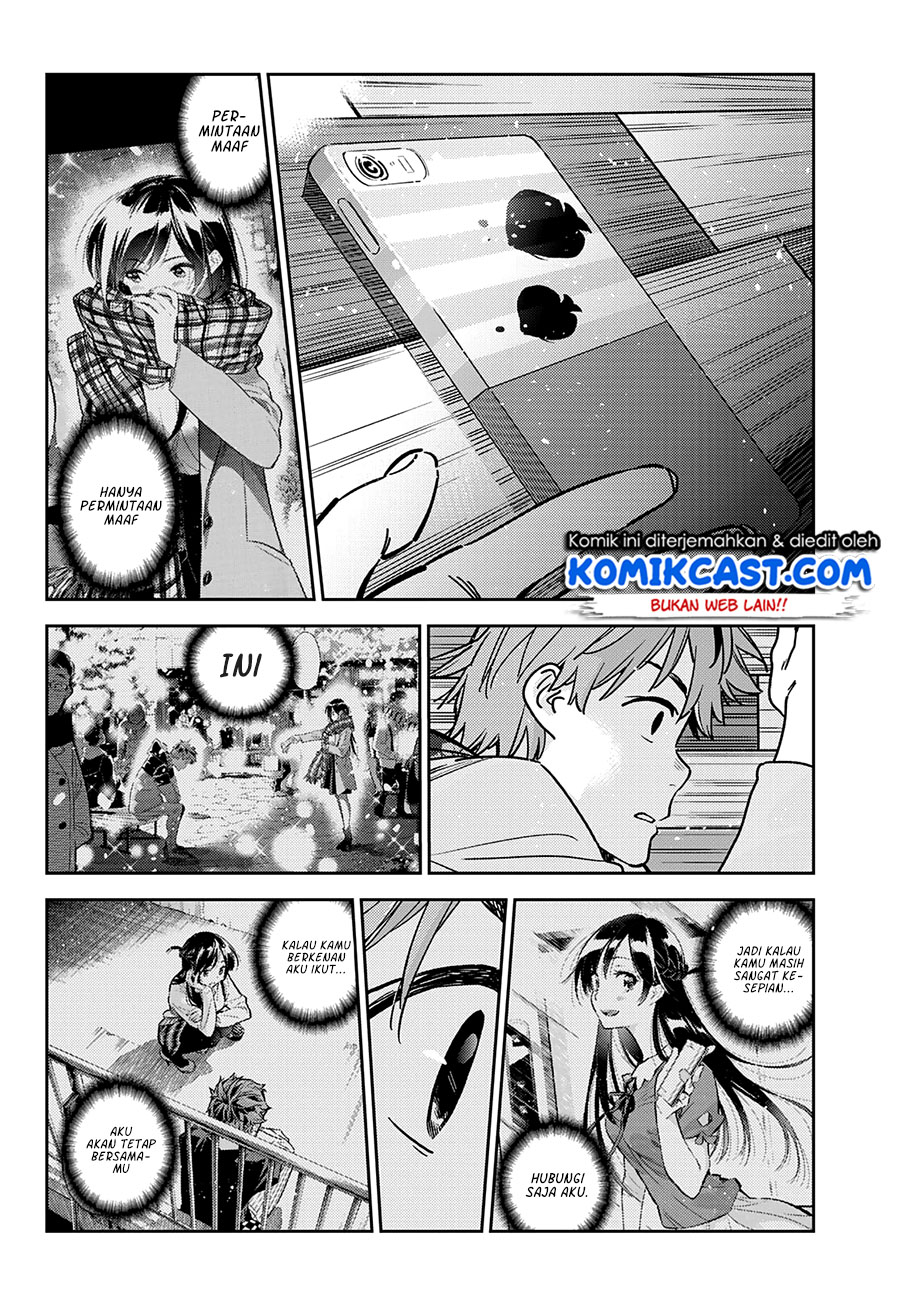 PER-
MINTAAN
MAAF
HANYA
PERMINTAAN
MAAF
Komik ini diterjemahkan & diedit oleh
KOMIKCAST.COM
BUKAN WEB LAIN!!
INI
JADI KALAU
KAMU MASIH
SANGAT KE-
SEPIAN...
HUBUNGI
SAJA AKU.
KALAU KAMU
BERKENAN
AKU IKUT...
AKU
AKAN TETAP
BERSAMA-
MU